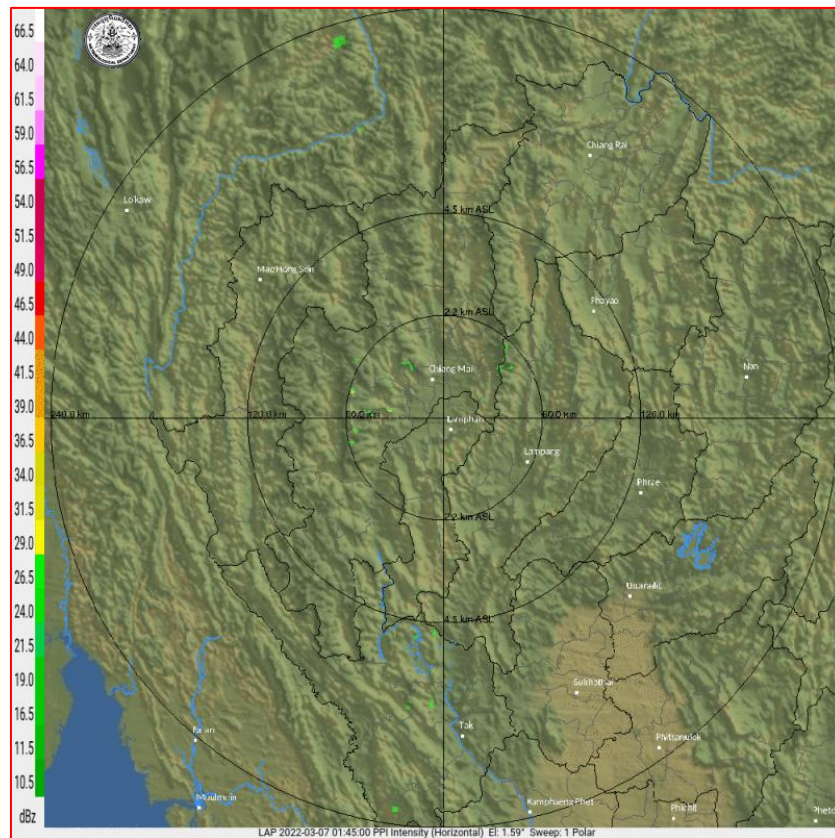 66.5
64.0
61.5
59.0
56.5
54.0
51.5
49.0
46.5
44.0
41.5
39.0
36.5
34.0
31.5
29.0
26.5
24.0
21.5
19.0
16.5
14.0
11.5
10.5
dBz
Chiang Rai
Loikaw
4.5 km ASL
Mae Hong Son
Phayao
2.2 km ASL
Chiang Mai
Nan
240.0 km
120.0 km
60.0 km
60.0 km
120.0 km
Lamphun
Lampang
Phrae
2.2 km ASL
Uttaradit
4.5 km ASL
Sukhothai
Tak
Phitsanulok
Moulmein
Kamphaeng Phet
Phichit
LAP 2022-03-07 01:45:00 PPI Intensity (Horizontal) El: 1.59° Sweep: 1 Polar